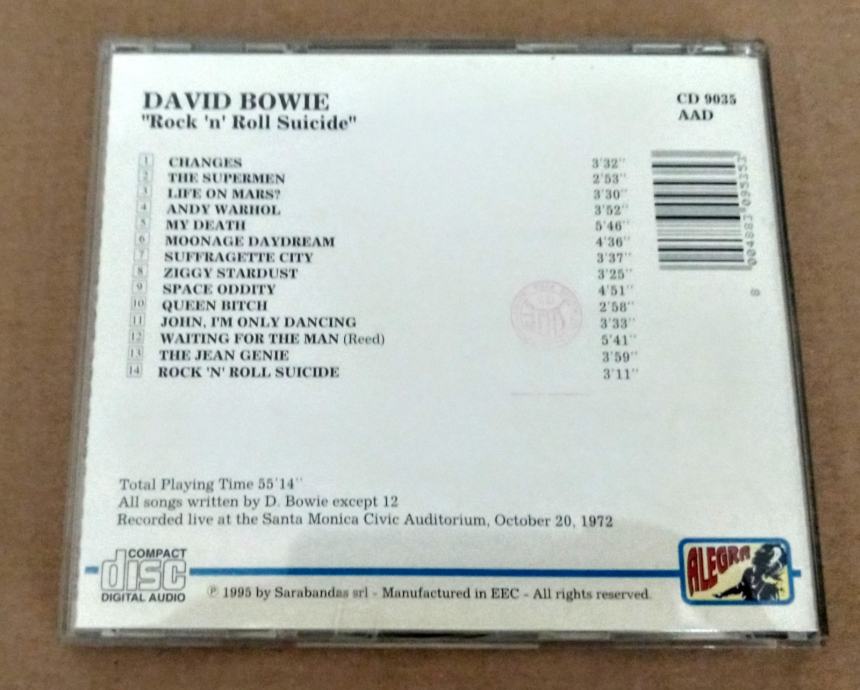 DAVID BOWIE
"Rock 'n' Roll Suicide"
CD 9035
AAD
1 CHANGES 3'32''
2 THE SUPERMEN 2'53''
3 LIFE ON MARS? 3'30''
4 ANDY WARHOL 3'52''
5 MY DEATH 5'46''
6 MOONAGE DAYDREAM 4'36''
7 SUFFRAGETTE CITY 3'37''
8 ZIGGY STARDUST 3'25''
9 SPACE ODDITY 4'51''
10 QUEEN BITCH 2'58''
11 JOHN, I'M ONLY DANCING 3'33''
12 WAITING FOR THE MAN (Reed) 5'41''
13 THE JEAN GENIE 3'59''
14 ROCK 'N' ROLL SUICIDE 3'11''
8 004883 095353
Total Playing Time 55'14''
All songs written by D. Bowie except 12
Recorded live at the Santa Monica Civic Auditorium, October 20, 1972
COMPACT
disc
DIGITAL AUDIO
℗ 1995 by Sarabandas srl - Manufactured in EEC - All rights reserved.
ALEGRA